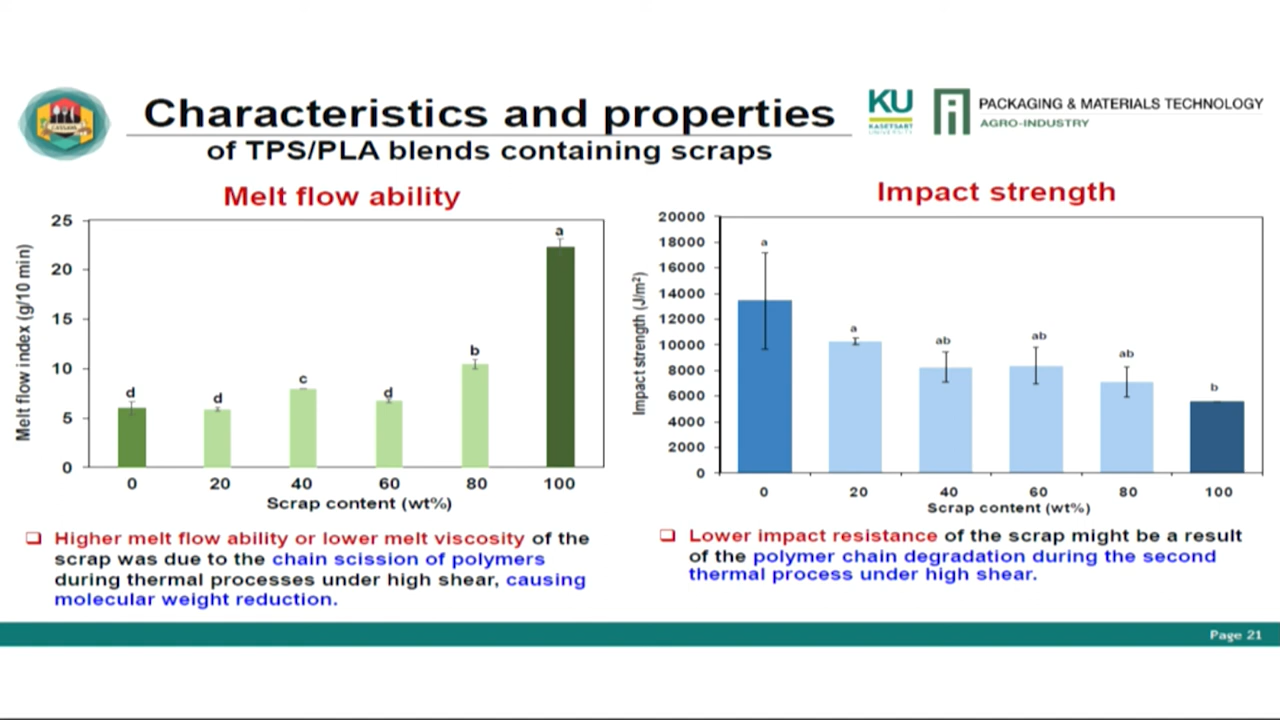 Characteristics and properties
of TPS/PLA blends containing scraps
KU
KASETSART
UNIVERSITY
PACKAGING & MATERIALS TECHNOLOGY
AGRO-INDUSTRY
Melt flow ability
Melt flow index (g/10 min)
25
20
15
10
5
0
d
d
c
d
b
a
0 20 40 60 80 100
Scrap content (wt%)
Higher melt flow ability or lower melt viscosity of the
scrap was due to the chain scission of polymers
during thermal processes under high shear, causing
molecular weight reduction.
Impact strength
Impact strength (J/m²)
20000
18000
16000
14000
12000
10000
8000
6000
4000
2000
0
a
a
ab
ab
ab
b
0 20 40 60 80 100
Scrap content (wt%)
Lower impact resistance of the scrap might be a result
of the polymer chain degradation during the second
thermal process under high shear.
Page 21